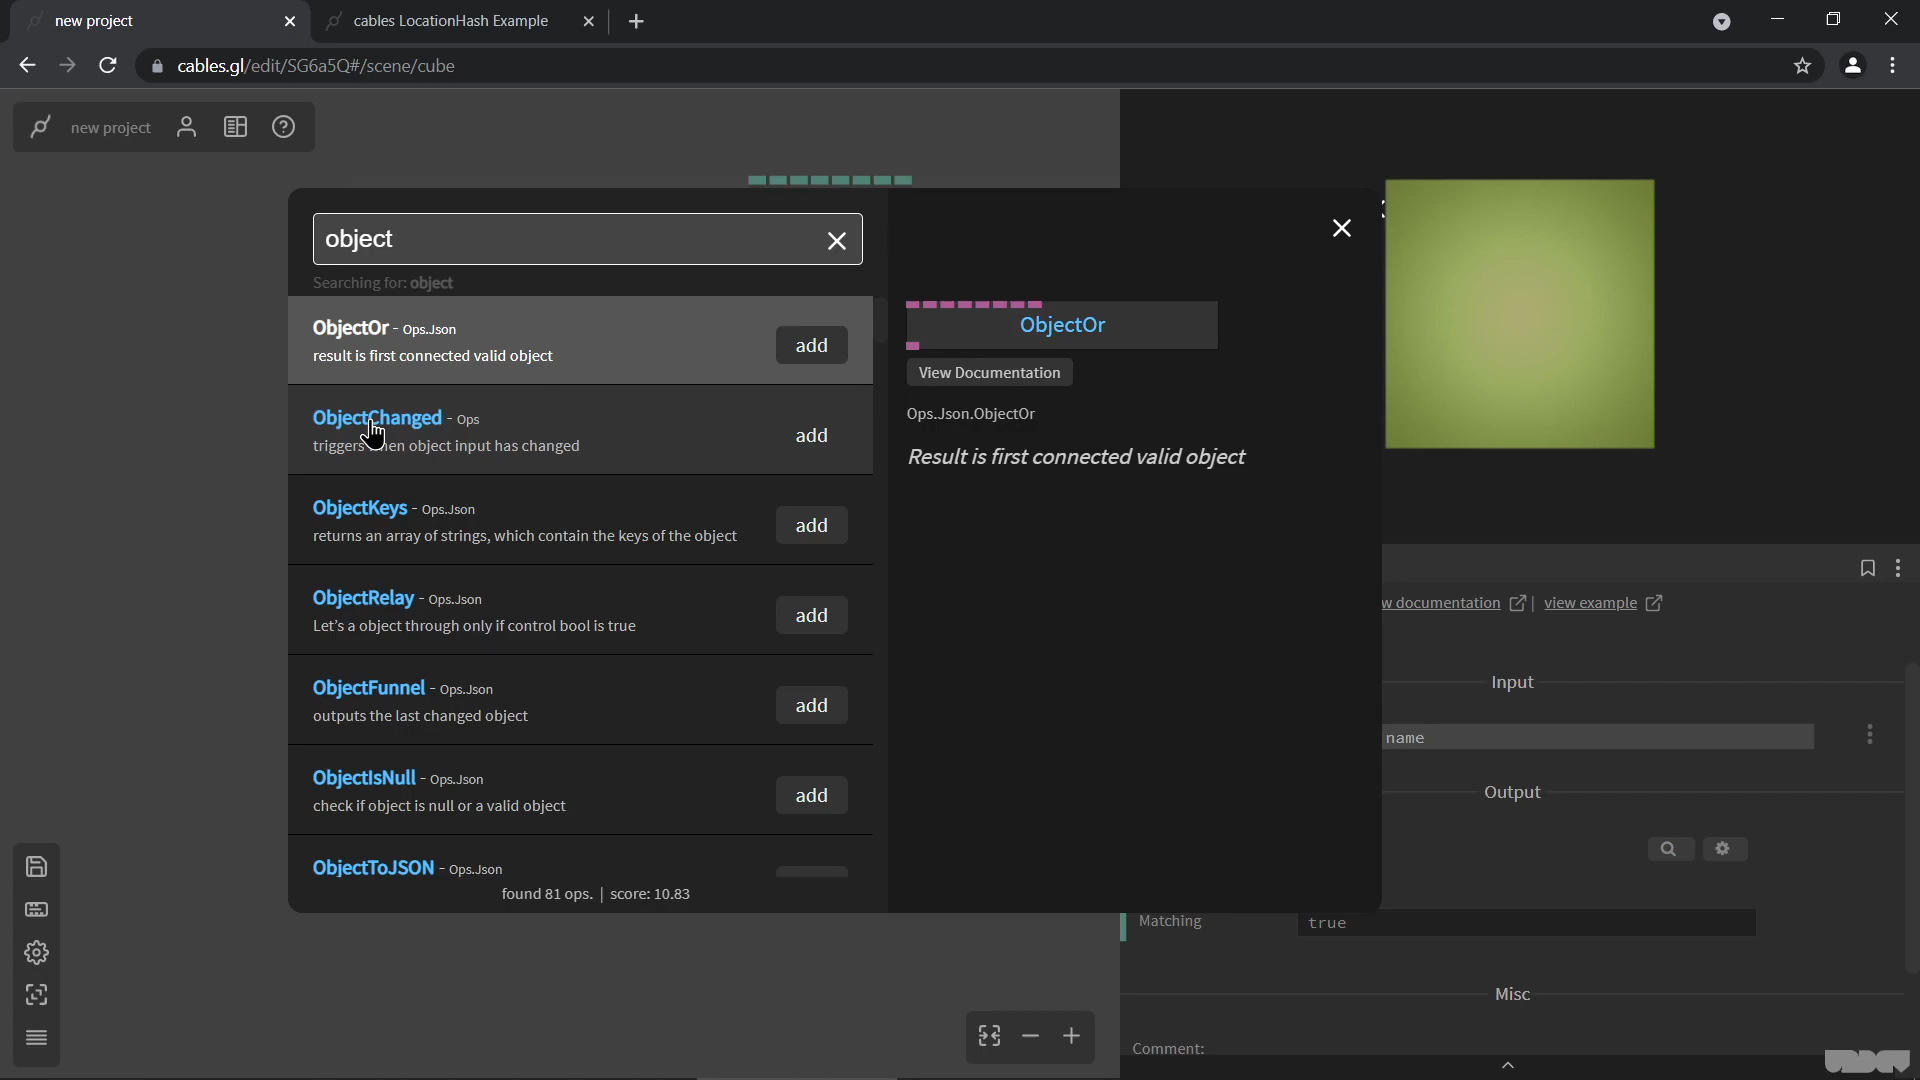 new project
cables LocationHash Example
cables.gl/edit/SG6a5Q#/scene/cube
new project
object
Searching for: object
ObjectOr - Ops.Json
result is first connected valid object
add
ObjectChanged - Ops
triggers when object input has changed
add
ObjectKeys - Ops.Json
returns an array of strings, which contain the keys of the object
add
ObjectRelay - Ops.Json
Let's a object through only if control bool is true
add
ObjectFunnel - Ops.Json
outputs the last changed object
add
ObjectIsNull - Ops.Json
check if object is null or a valid object
add
ObjectToJSON - Ops.Json
found 81 ops. | score: 10.83
ObjectOr
View Documentation
Ops.Json.ObjectOr
Result is first connected valid object
w documentation | view example
Input
name
Output
Matching
true
Misc
Comment: